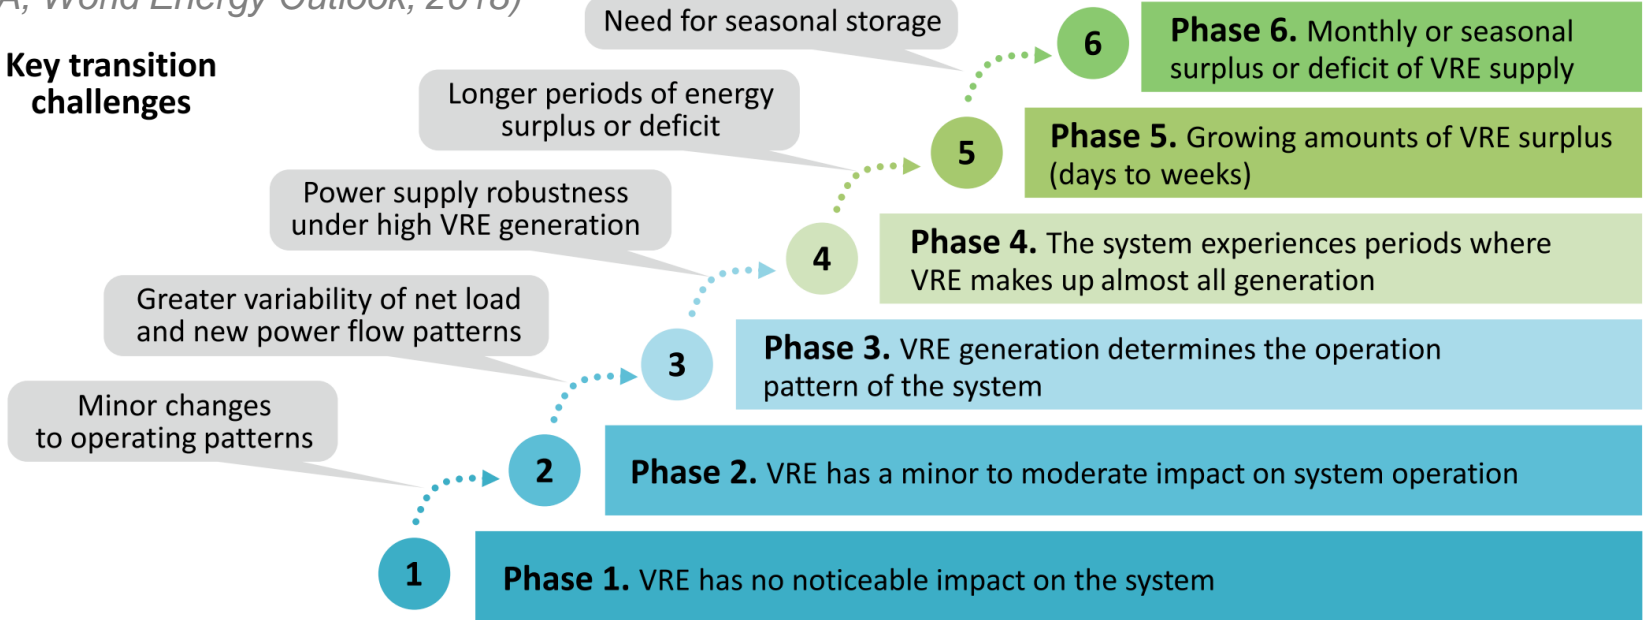 A, World Energy Outlook, 2018)
Key transition
challenges
Need for seasonal storage
6
Phase 6. Monthly or seasonal
surplus or deficit of VRE supply
Longer periods of energy
surplus or deficit
5
Phase 5. Growing amounts of VRE surplus
(days to weeks)
Power supply robustness
under high VRE generation
4
Phase 4. The system experiences periods where
VRE makes up almost all generation
Greater variability of net load
and new power flow patterns
3
Phase 3. VRE generation determines the operation
pattern of the system
Minor changes
to operating patterns
2
Phase 2. VRE has a minor to moderate impact on system operation
1
Phase 1. VRE has no noticeable impact on the system